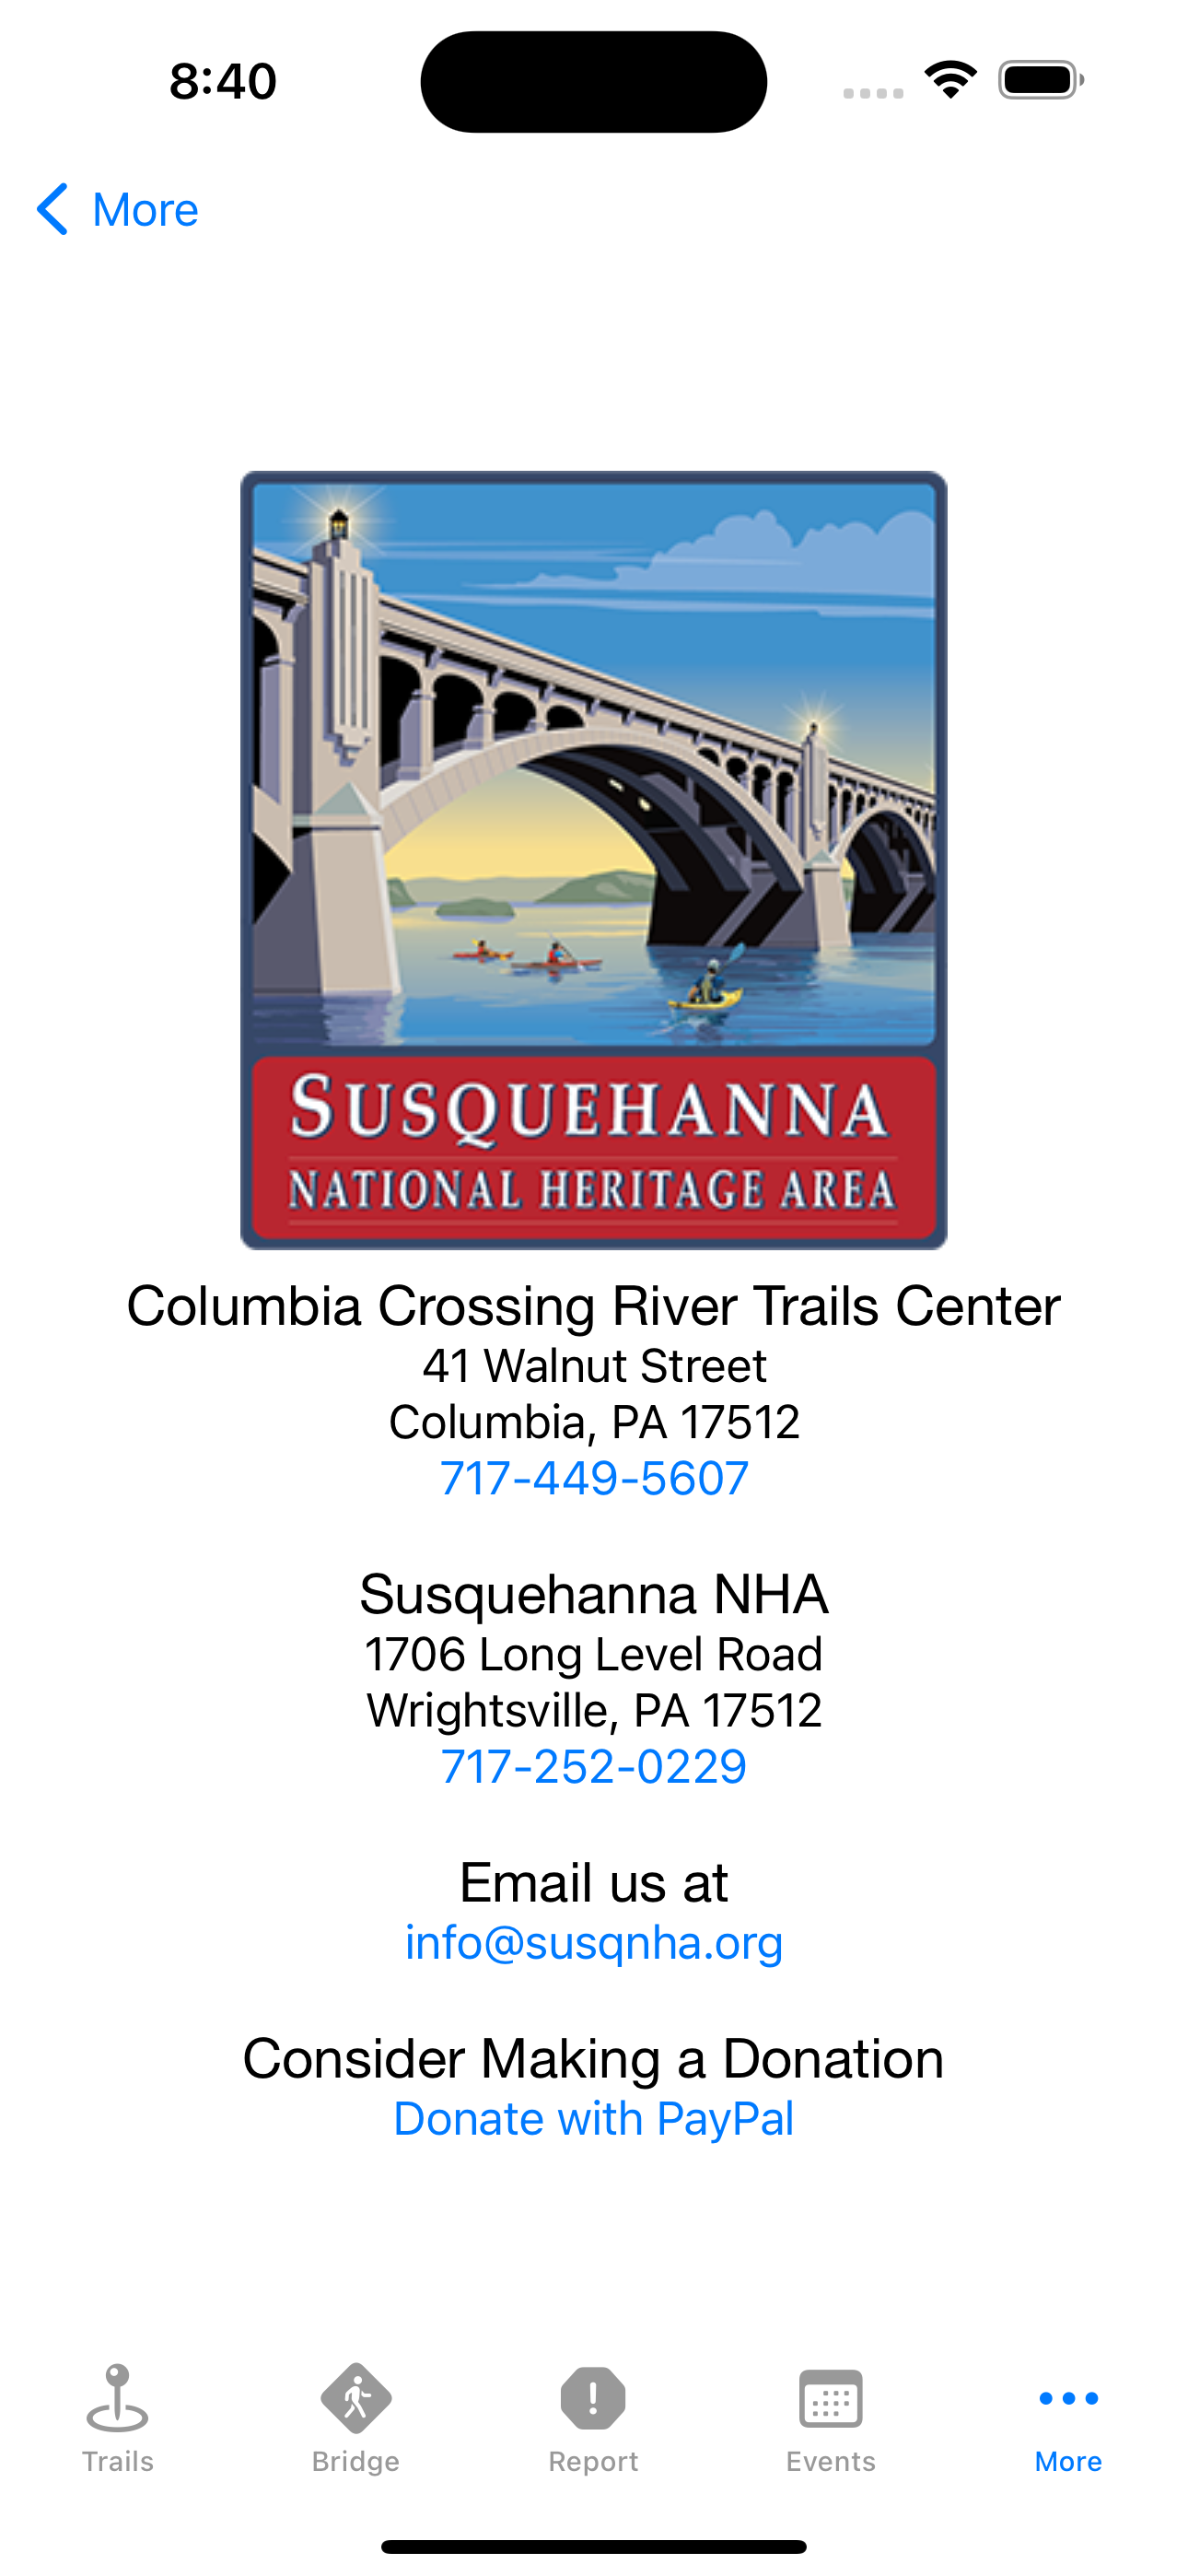 8:40
More
SUSQUEHANNA
NATIONAL HERITAGE AREA
Columbia Crossing River Trails Center
41 Walnut Street
Columbia, PA 17512
717-449-5607
Susquehanna NHA
1706 Long Level Road
Wrightsville, PA 17512
717-252-0229
Email us at
info@susqnha.org
Consider Making a Donation
Donate with PayPal
Trails Bridge Report Events More